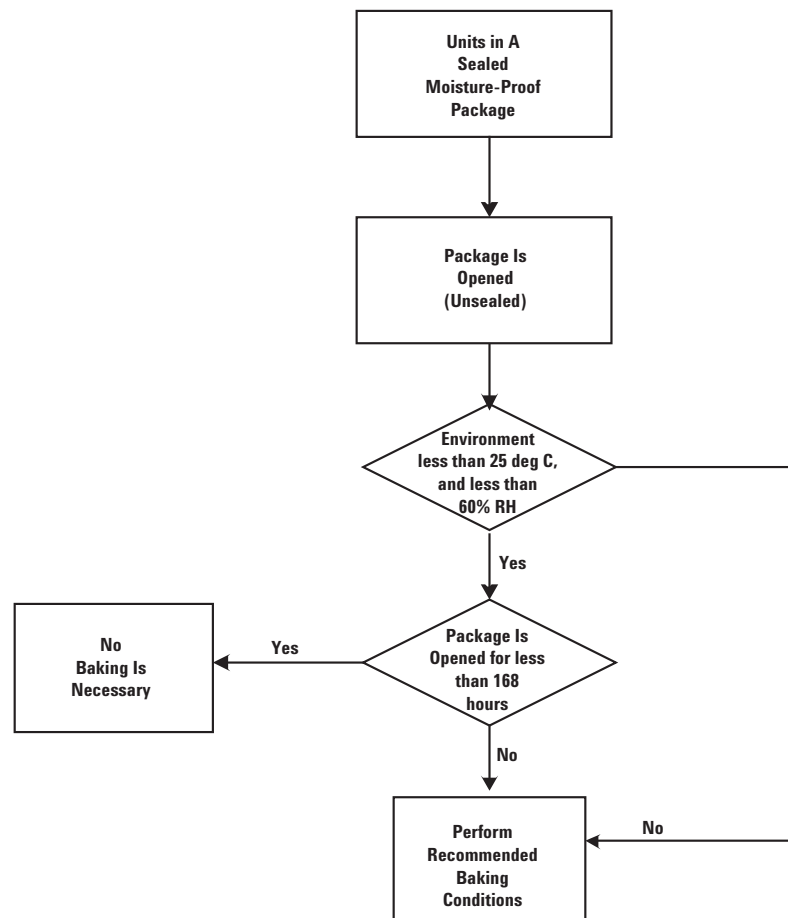 Units in A
Sealed
Moisture-Proof
Package
Package Is
Opened
(Unsealed)
Environment
less than 25 deg C,
and less than
60% RH
Yes
No
Baking Is
Necessary
Yes
Package Is
Opened for less
than 168
hours
No
Perform
Recommended
Baking
Conditions
No